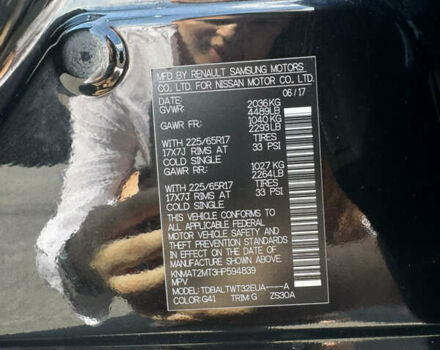 MFD BY RENAULT SAMSUNG MOTORS
CO., LTD. FOR NISSAN MOTOR CO., LTD.
DATE: 06/17
GVWR: 2036KG
4489LB
GAWR FR: 1040 KG
2293LB
WITH 225/65R17 TIRES
17X7J RIMS AT 33 PSI
COLD SINGLE
GAWR RR: 1027 KG
2264LB
WITH 225/65R17 TIRES
17X7J RIMS AT 33 PSI
COLD SINGLE
THIS VEHICLE CONFORMS TO
ALL APPLICABLE FEDERAL
MOTOR VEHICLE SAFETY AND
THEFT PREVENTION STANDARDS
IN EFFECT ON THE DATE OF
MANUFACTURE SHOWN ABOVE.
KNMAT2MT3HP594839
MPV
TYPE: TDBALTWT32EUA-----A
COLOR: G41 TRIM: G ZS30A